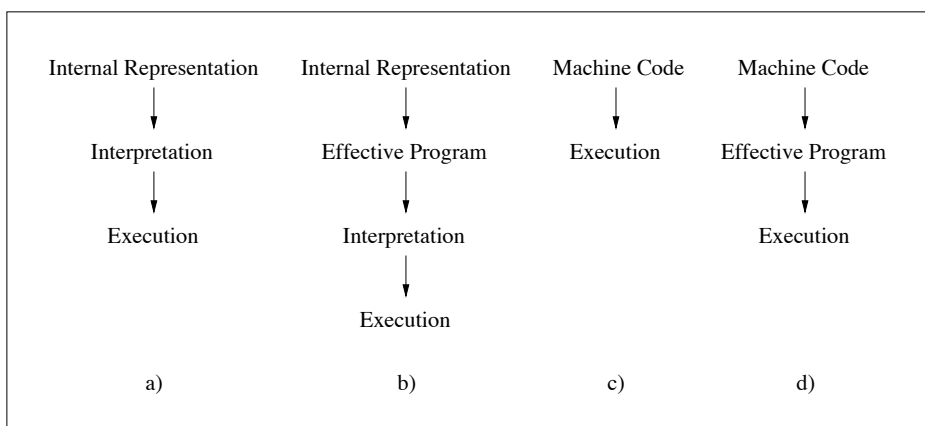 Internal Representation
Interpretation
Execution
a)
Internal Representation
Effective Program
Interpretation
Execution
b)
Machine Code
Execution
c)
Machine Code
Effective Program
Execution
d)